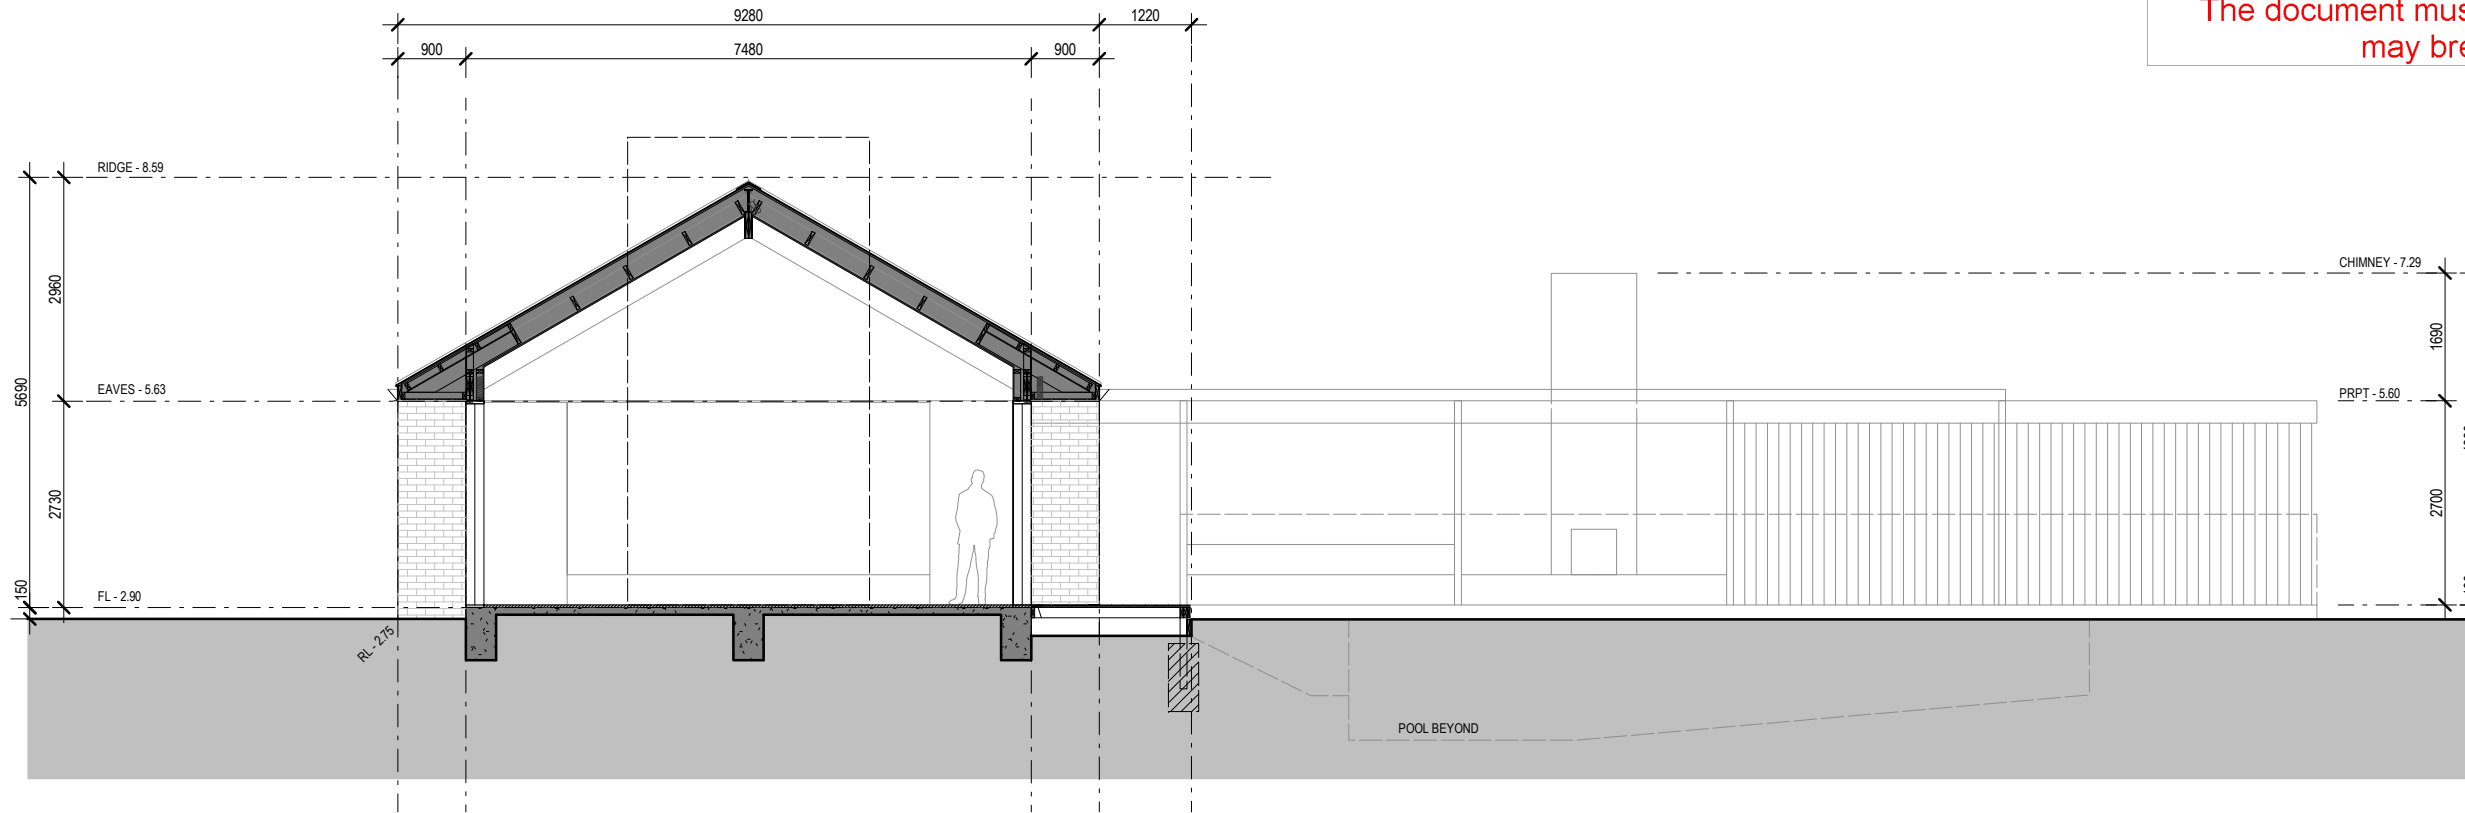 The document mus
may bre
9280
1220
900
7480
900
RIDGE - 8.59
CHIMNEY - 7.29
2960
1690
5690
EAVES - 5.63
PRPT - 5.60
2730
2700
150
FL - 2.90
RL - 2.75
POOL BEYOND